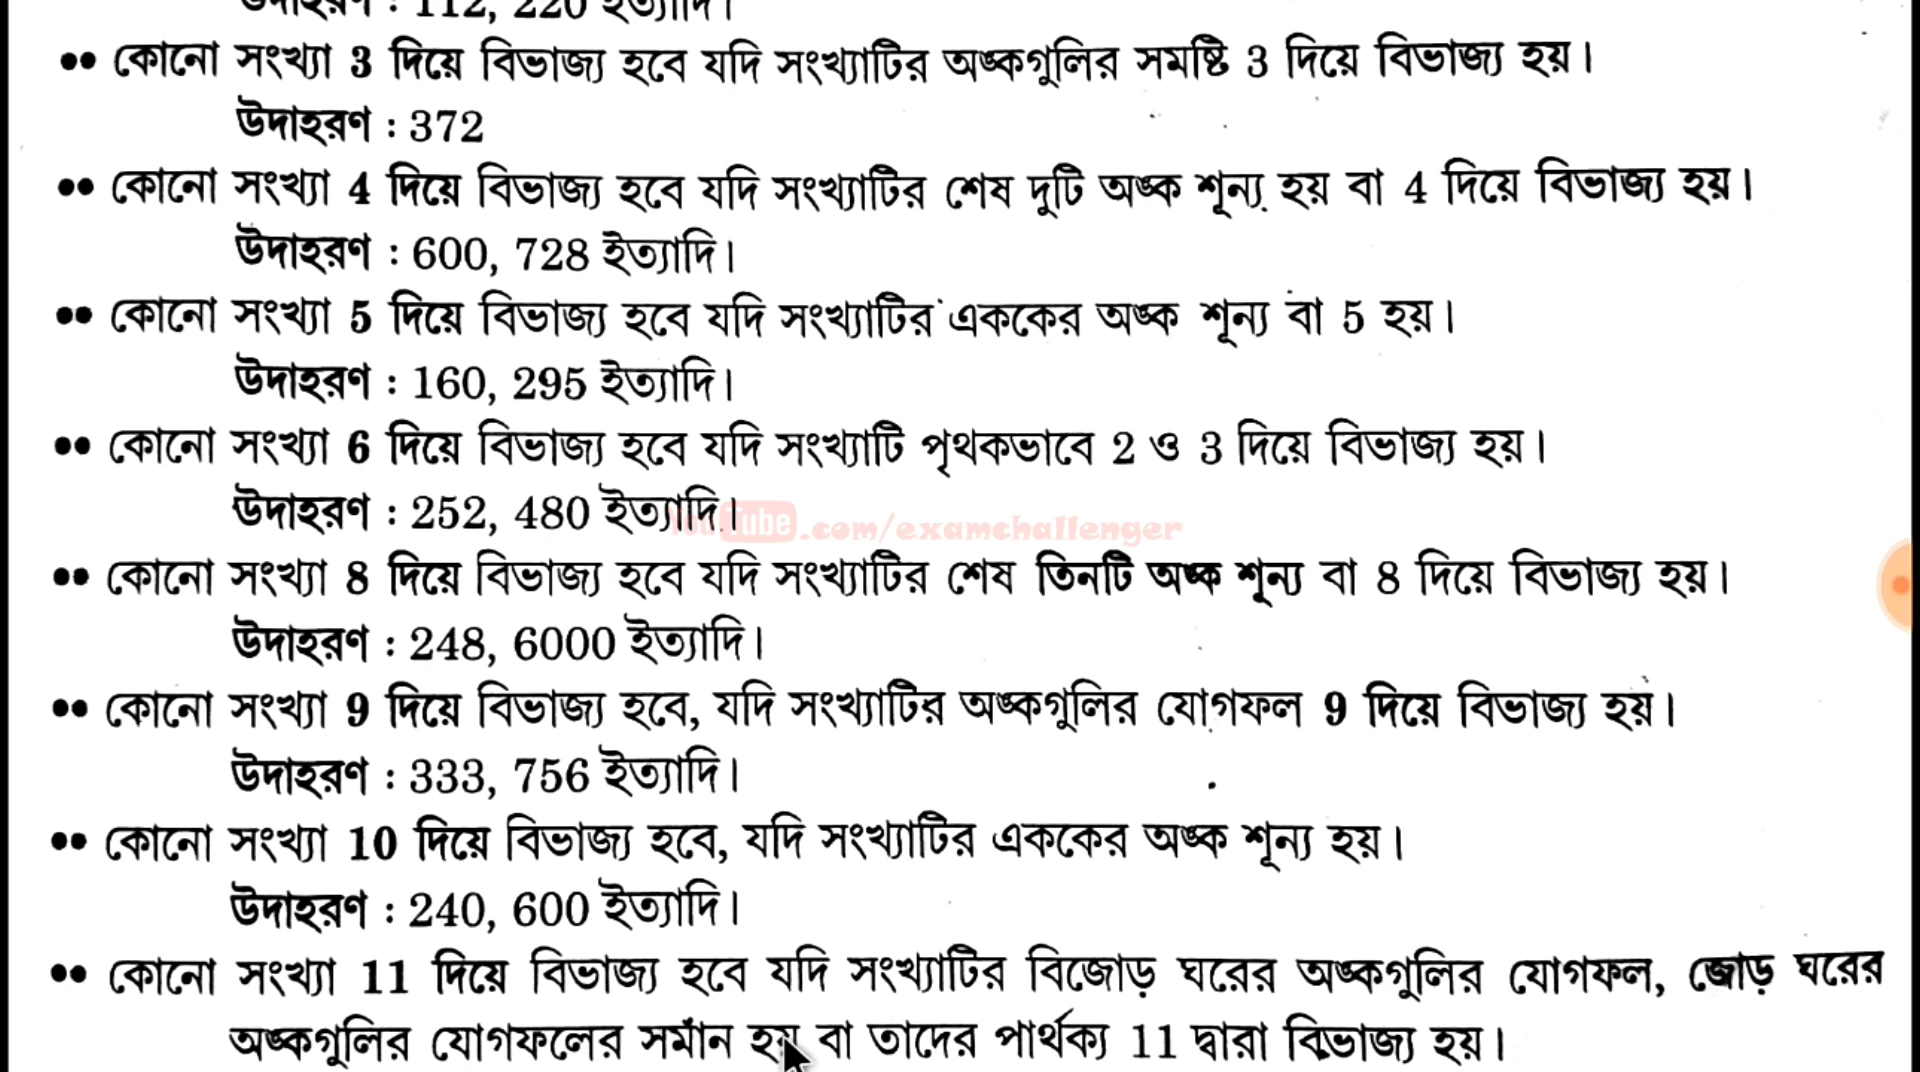 উদাহরণ : 112, 220 ইত্যাদি।
•• কোনো সংখ্যা 3 দিয়ে বিভাজ্য হবে যদি সংখ্যাটির অঙ্কগুলির সমষ্টি 3 দিয়ে বিভাজ্য হয়।
উদাহরণ : 372
•• কোনো সংখ্যা 4 দিয়ে বিভাজ্য হবে যদি সংখ্যাটির শেষ দুটি অঙ্ক শূন্য হয় বা 4 দিয়ে বিভাজ্য হয়।
উদাহরণ : 600, 728 ইত্যাদি।
•• কোনো সংখ্যা 5 দিয়ে বিভাজ্য হবে যদি সংখ্যাটির এককের অঙ্ক শূন্য বা 5 হয়।
উদাহরণ : 160, 295 ইত্যাদি।
•• কোনো সংখ্যা 6 দিয়ে বিভাজ্য হবে যদি সংখ্যাটি পৃথকভাবে 2 ও 3 দিয়ে বিভাজ্য হয়।
উদাহরণ : 252, 480 ইত্যাদি।
YouTube.com/examchallenger
•• কোনো সংখ্যা 8 দিয়ে বিভাজ্য হবে যদি সংখ্যাটির শেষ তিনটি অঙ্ক শূন্য বা 8 দিয়ে বিভাজ্য হয়।
উদাহরণ : 248, 6000 ইত্যাদি।
•• কোনো সংখ্যা 9 দিয়ে বিভাজ্য হবে, যদি সংখ্যাটির অঙ্কগুলির যোগফল 9 দিয়ে বিভাজ্য হয়।
উদাহরণ : 333, 756 ইত্যাদি।
•• কোনো সংখ্যা 10 দিয়ে বিভাজ্য হবে, যদি সংখ্যাটির এককের অঙ্ক শূন্য হয়।
উদাহরণ : 240, 600 ইত্যাদি।
•• কোনো সংখ্যা 11 দিয়ে বিভাজ্য হবে যদি সংখ্যাটির বিজোড় ঘরের অঙ্কগুলির যোগফল, জোড় ঘরের
অঙ্কগুলির যোগফলের সমান হয় বা তাদের পার্থক্য 11 দ্বারা বিভাজ্য হয়।